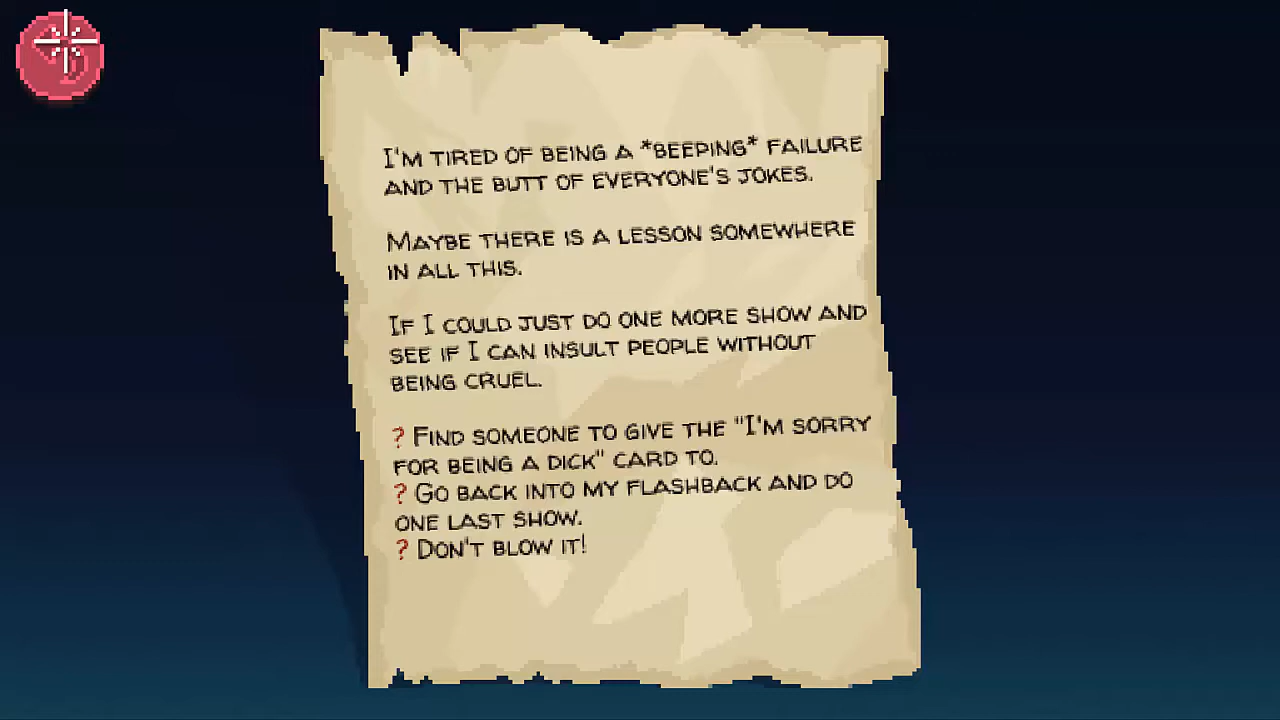 I'M TIRED OF BEING A *BEEPING* FAILURE
AND THE BUTT OF EVERYONE'S JOKES.
MAYBE THERE IS A LESSON SOMEWHERE
IN ALL THIS.
IF I COULD JUST DO ONE MORE SHOW AND
SEE IF I CAN INSULT PEOPLE WITHOUT
BEING CRUEL.
? FIND SOMEONE TO GIVE THE "I'M SORRY
FOR BEING A DICK" CARD TO.
? GO BACK INTO MY FLASHBACK AND DO
ONE LAST SHOW.
? DON'T BLOW IT!